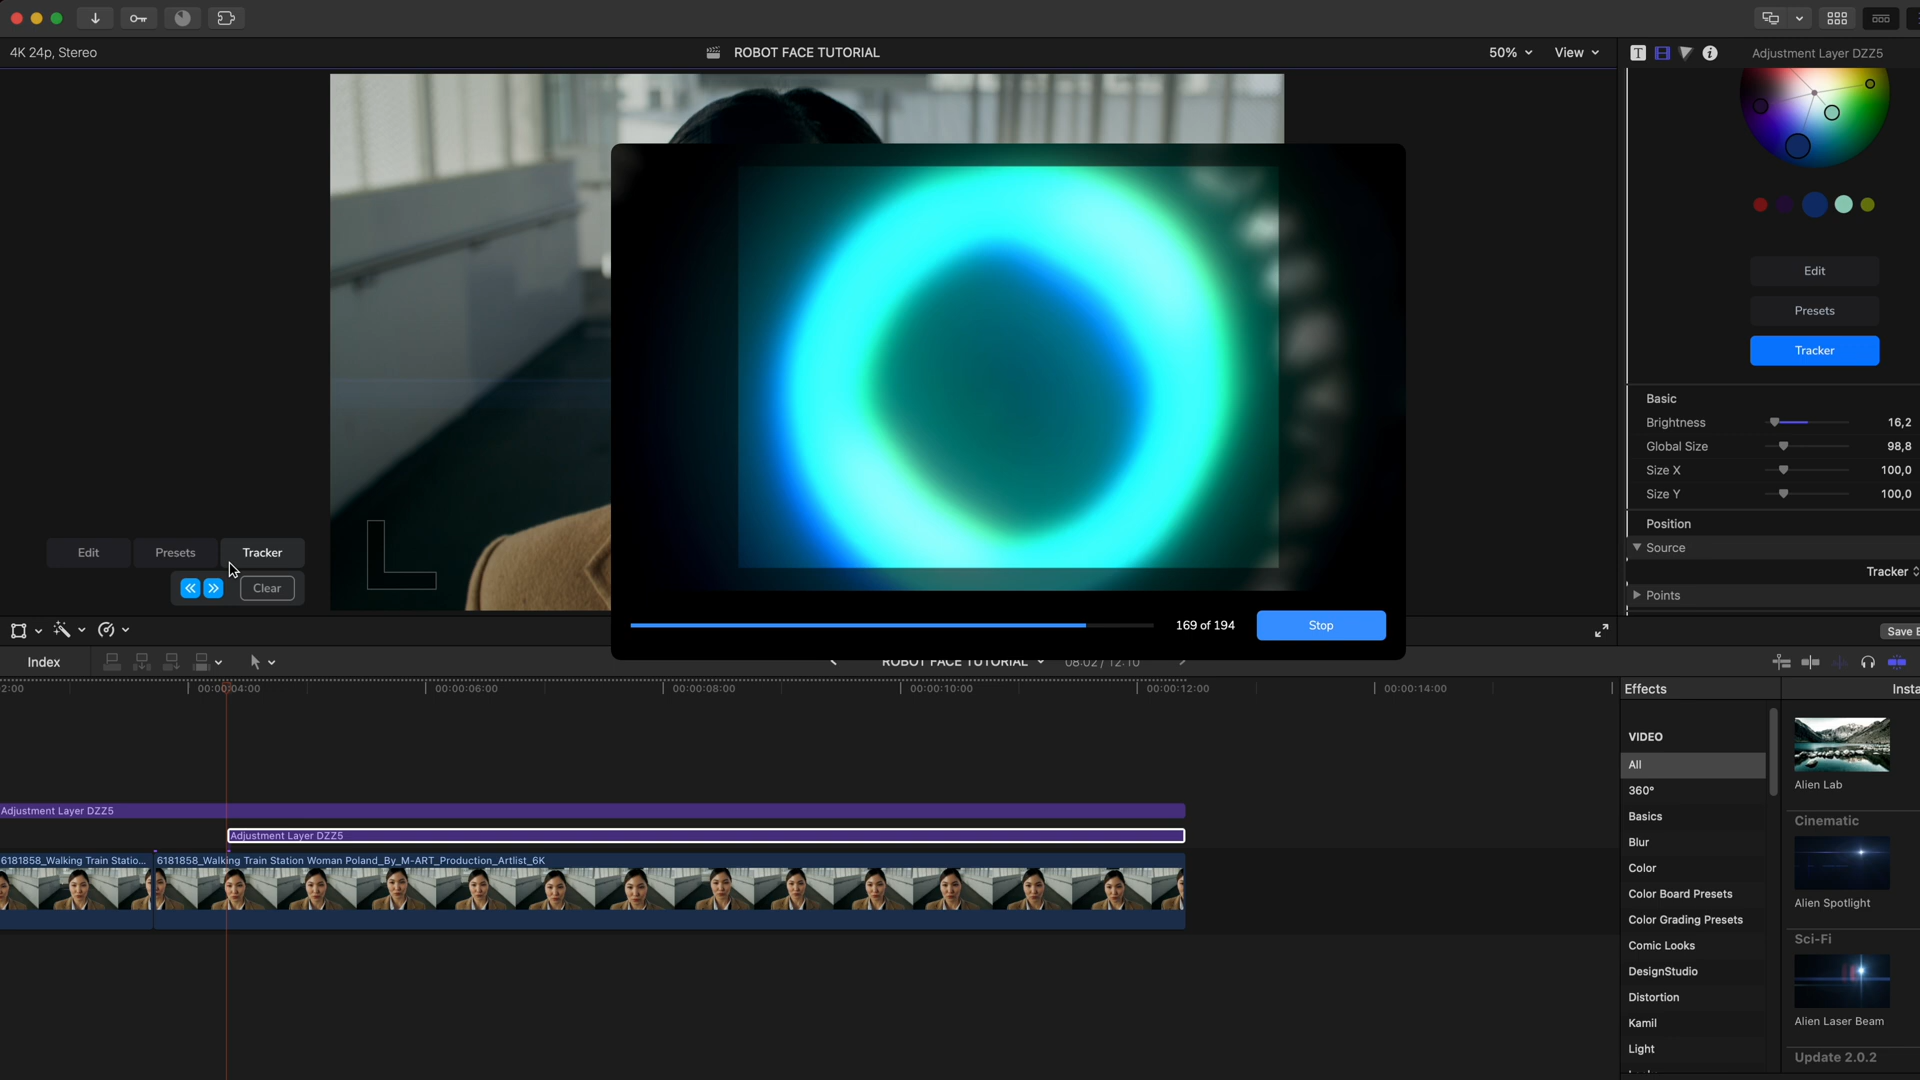 4K 24p, Stereo
ROBOT FACE TUTORIAL
50%
View
Adjustment Layer DZZ5
Edit
Presets
Tracker
Basic
Brightness 16,2
Global Size 98,8
Size X 100,0
Size Y 100,0
Position
Source
Tracker
Points
Edit Presets Tracker
Clear
169 of 194
Stop
Index
ROBOT FACE TUTORIAL
08:02 / 12:10
00:00:04:00
00:00:06:00
00:00:08:00
00:00:10:00
00:00:12:00
00:00:14:00
Adjustment Layer DZZ5
Adjustment Layer DZZ5
6181858_Walking Train Statio...
6181858_Walking Train Station Woman Poland_By_M-ART_Production_Artlist_6K
Effects
VIDEO
All
360°
Basics
Blur
Color
Color Board Presets
Color Grading Presets
Comic Looks
DesignStudio
Distortion
Kamil
Light
Alien Lab
Cinematic
Alien Spotlight
Sci-Fi
Alien Laser Beam
Update 2.0.2